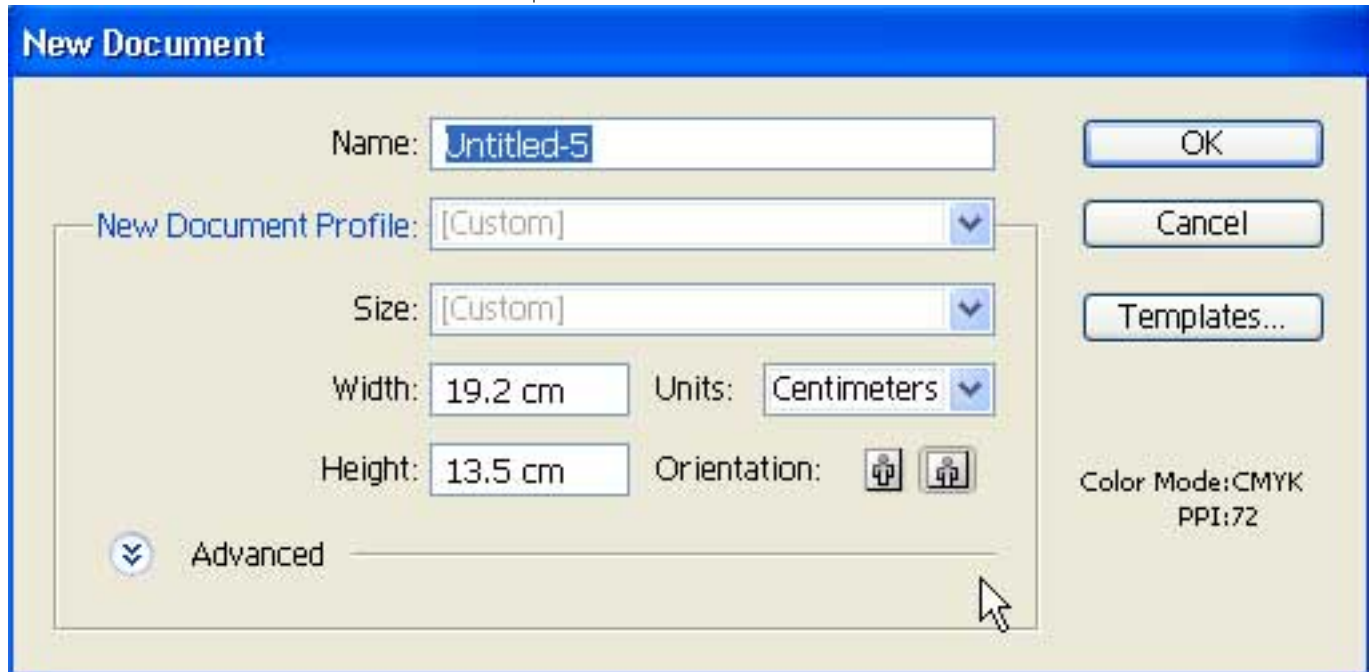 New Document
Name: Untitled-5
OK
New Document Profile: [Custom]
Cancel
Size: [Custom]
Templates...
Width: 19.2 cm Units: Centimeters
Height: 13.5 cm Orientation:
Color Mode:CMYK
PPI:72
Advanced